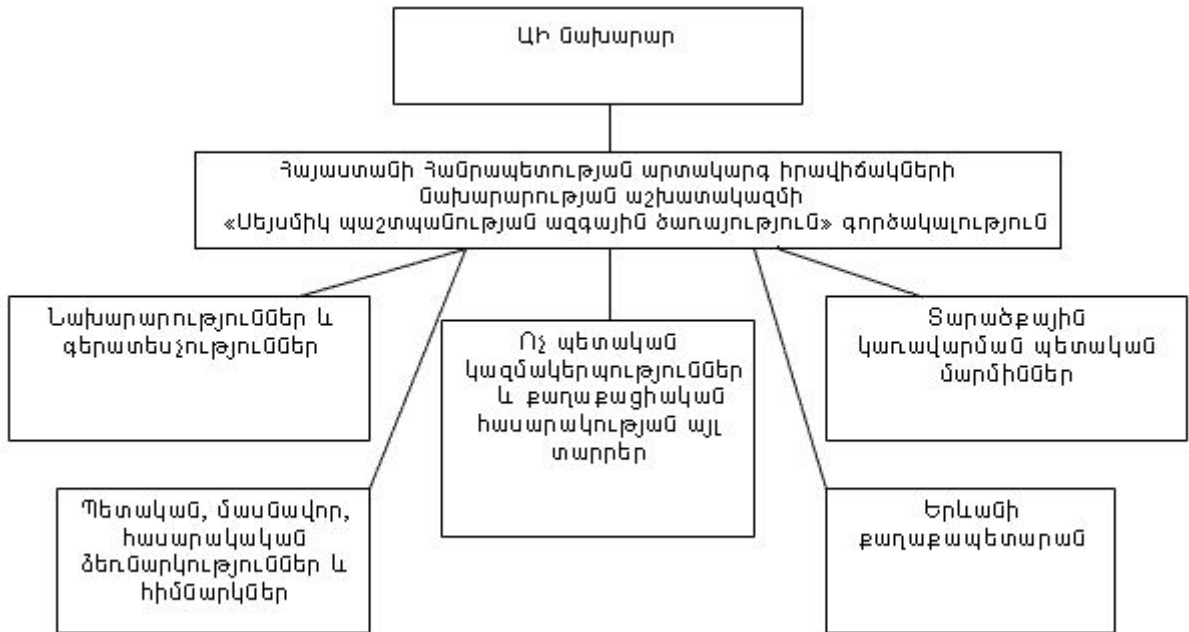 ԱԻ նախարար
Հայաստանի Հանրապետության արտակարգ իրավիճակների
նախարարության աշխատակազմի
«Սեյսմիկ պաշտպանության ազգային ծառայություն» գործակալություն
Նախարարություններ և
գերատեսչություններ
Ոչ պետական
կազմակերպություններ
և քաղաքացիական
հասարակության այլ
տարրեր
Տարածքային
կառավարման պետական
մարմիններ
Պետական, մասնավոր,
հասարակական
ձեռնարկություններ և
հիմնարկներ
Երևանի
քաղաքապետարան